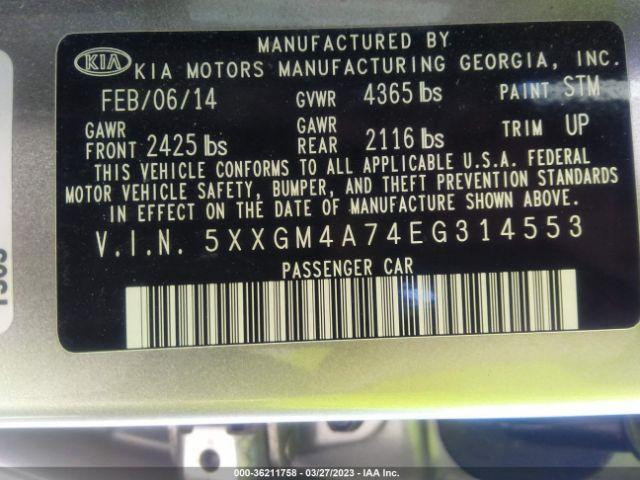 MANUFACTURED BY
KIA KIA MOTORS MANUFACTURING GEORGIA, INC.
FEB/06/14 GVWR 4365 lbs PAINT STM
GAWR FRONT 2425 lbs GAWR REAR 2116 lbs TRIM UP
THIS VEHICLE CONFORMS TO ALL APPLICABLE U.S.A. FEDERAL
MOTOR VEHICLE SAFETY, BUMPER, AND THEFT PREVENTION STANDARDS
IN EFFECT ON THE DATE OF MANUFACTURE SHOWN ABOVE.
V.I.N. 5XXGM4A74EG314553
PASSENGER CAR
000-36211758 — 03/27/2023 — IAA Inc.